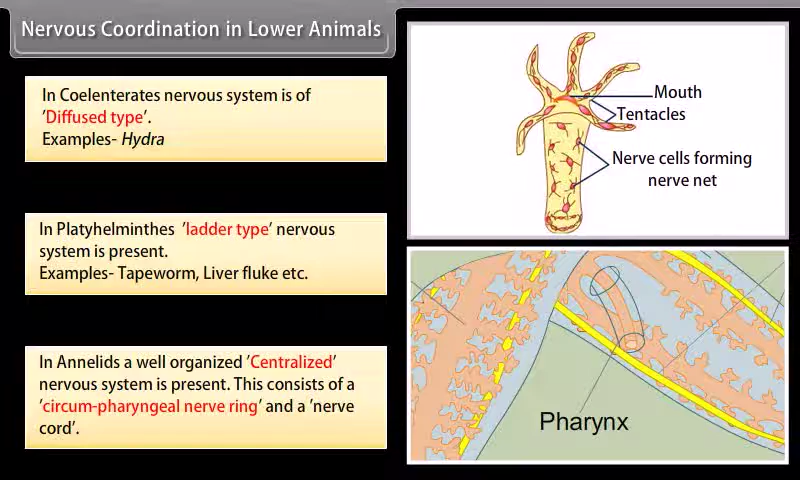 Nervous Coordination in Lower Animals
In Coelenterates nervous system is of
'Diffused type'.
Examples- Hydra
In Platyhelminthes 'ladder type' nervous
system is present.
Examples- Tapeworm, Liver fluke etc.
In Annelids a well organized 'Centralized'
nervous system is present. This consists of a
'circum-pharyngeal nerve ring' and a 'nerve
cord'.
Mouth
Tentacles
Nerve cells forming
nerve net
Pharynx